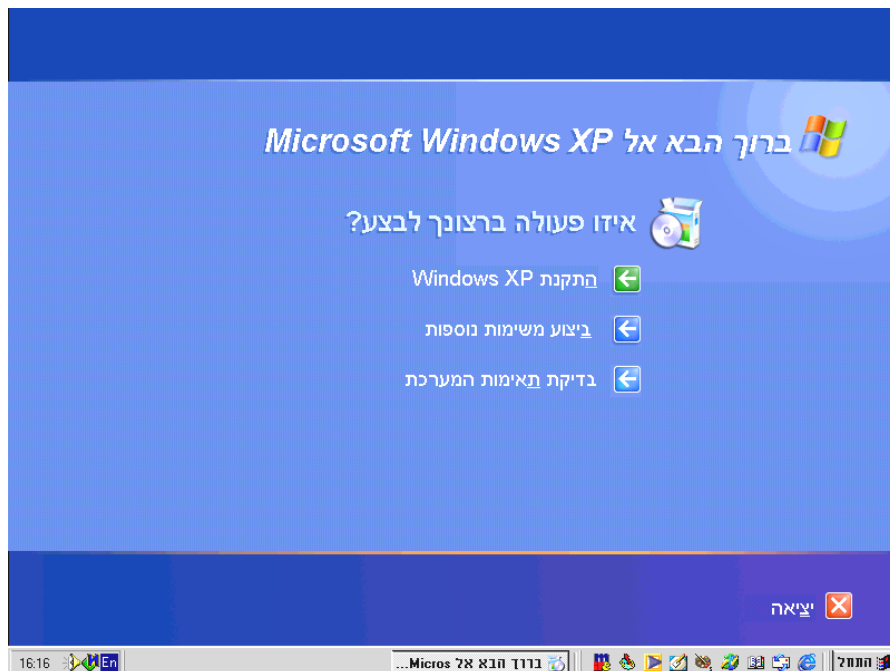 ברוך הבא אל Microsoft Windows XP
איזו פעולה ברצונך לבצע?
התקנת Windows XP
ביצוע משימות נוספות
בדיקת תאימות המערכת
יציאה
התחל
ברוך הבא אל Micros...
En
16:16